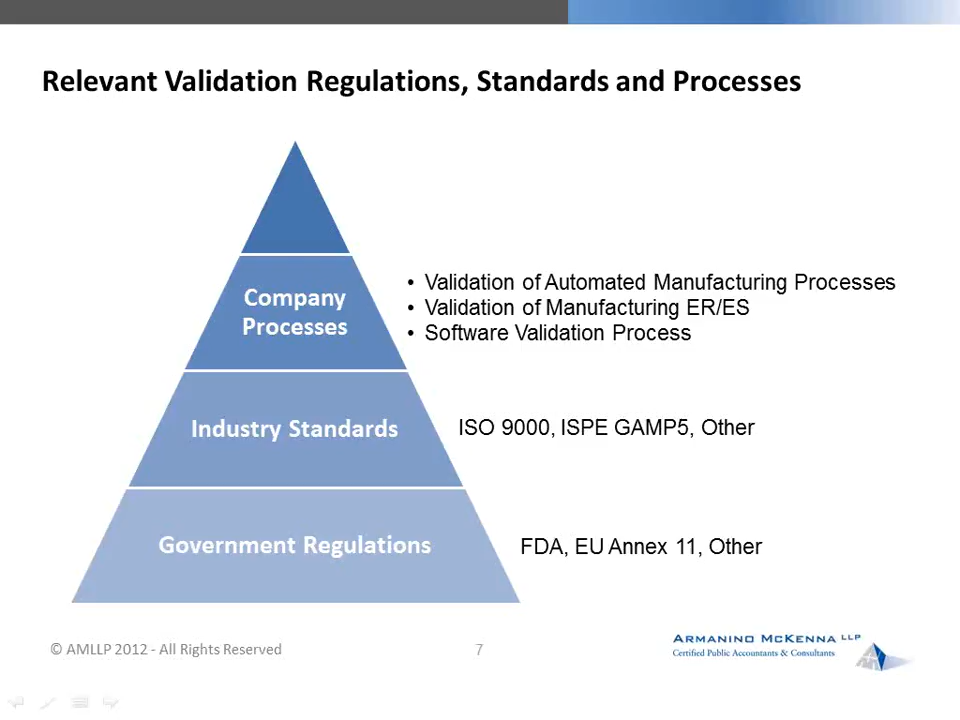 Relevant Validation Regulations, Standards and Processes
Company
Processes
• Validation of Automated Manufacturing Processes
• Validation of Manufacturing ER/ES
• Software Validation Process
Industry Standards
ISO 9000, ISPE GAMP5, Other
Government Regulations
FDA, EU Annex 11, Other
© AMLLP 2012 - All Rights Reserved
7
ARMANINO MCKENNA LLP
Certified Public Accountants & Consultants